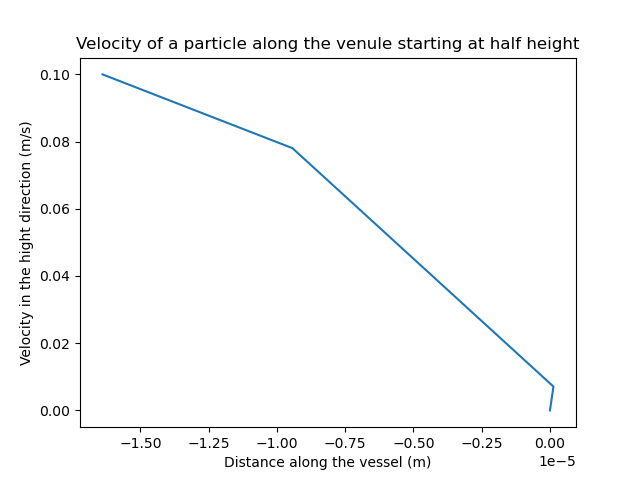 Velocity of a particle along the venule starting at half height
Velocity in the hight direction (m/s)
0.10
0.08
0.06
0.04
0.02
0.00
−1.50 −1.25 −1.00 −0.75 −0.50 −0.25 0.00
1e−5
Distance along the vessel (m)